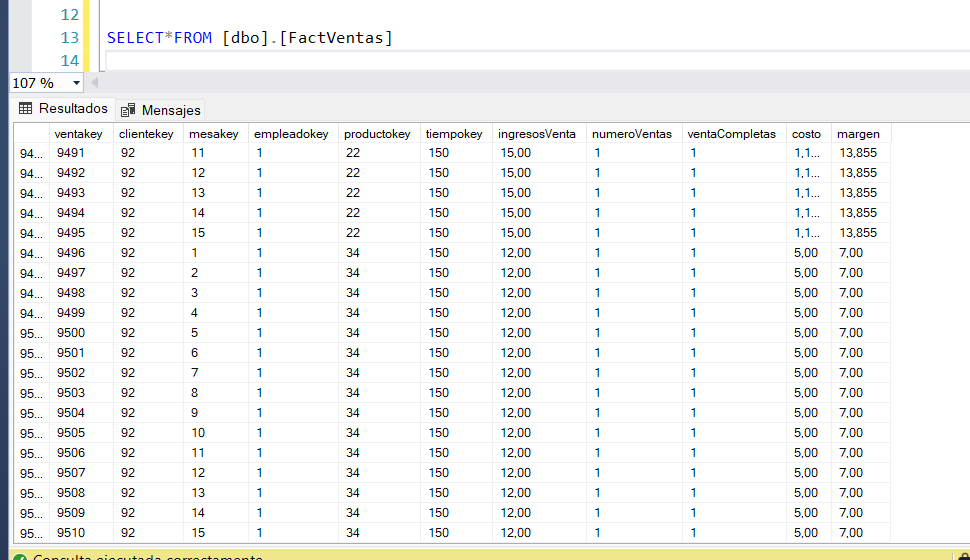 12
13 SELECT*FROM [dbo].[FactVentas]
14
107 %
Resultados Mensajes
ventakey clientekey mesakey empleadokey productokey tiempokey ingresosVenta numeroVentas ventaCompletas costo margen
94... 9491 92 11 1 22 150 15,00 1 1 1,1... 13,855
94... 9492 92 12 1 22 150 15,00 1 1 1,1... 13,855
94... 9493 92 13 1 22 150 15,00 1 1 1,1... 13,855
94... 9494 92 14 1 22 150 15,00 1 1 1,1... 13,855
94... 9495 92 15 1 22 150 15,00 1 1 1,1... 13,855
94... 9496 92 1 1 34 150 12,00 1 1 5,00 7,00
94... 9497 92 2 1 34 150 12,00 1 1 5,00 7,00
94... 9498 92 3 1 34 150 12,00 1 1 5,00 7,00
94... 9499 92 4 1 34 150 12,00 1 1 5,00 7,00
95... 9500 92 5 1 34 150 12,00 1 1 5,00 7,00
95... 9501 92 6 1 34 150 12,00 1 1 5,00 7,00
95... 9502 92 7 1 34 150 12,00 1 1 5,00 7,00
95... 9503 92 8 1 34 150 12,00 1 1 5,00 7,00
95... 9504 92 9 1 34 150 12,00 1 1 5,00 7,00
95... 9505 92 10 1 34 150 12,00 1 1 5,00 7,00
95... 9506 92 11 1 34 150 12,00 1 1 5,00 7,00
95... 9507 92 12 1 34 150 12,00 1 1 5,00 7,00
95... 9508 92 13 1 34 150 12,00 1 1 5,00 7,00
95... 9509 92 14 1 34 150 12,00 1 1 5,00 7,00
95... 9510 92 15 1 34 150 12,00 1 1 5,00 7,00
Consulta ejecutada correctamente